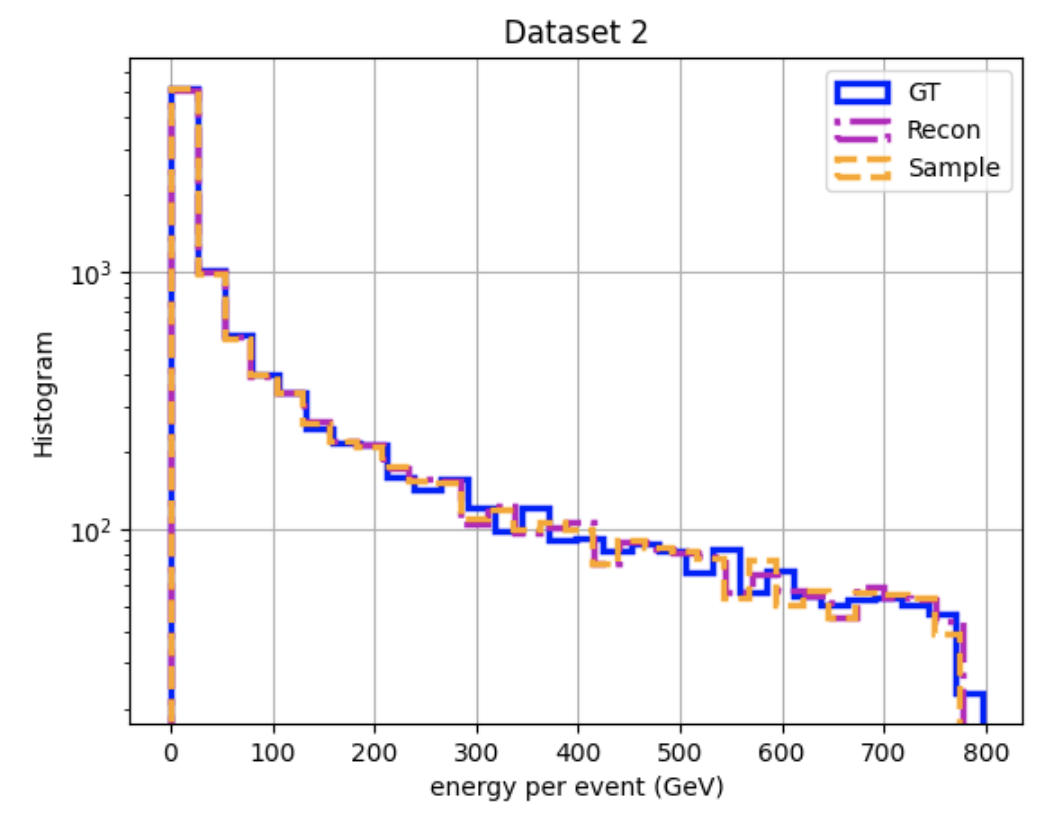 Dataset 2
GT
Recon
Sample
10³
10²
Histogram
0 100 200 300 400 500 600 700 800
energy per event (GeV)